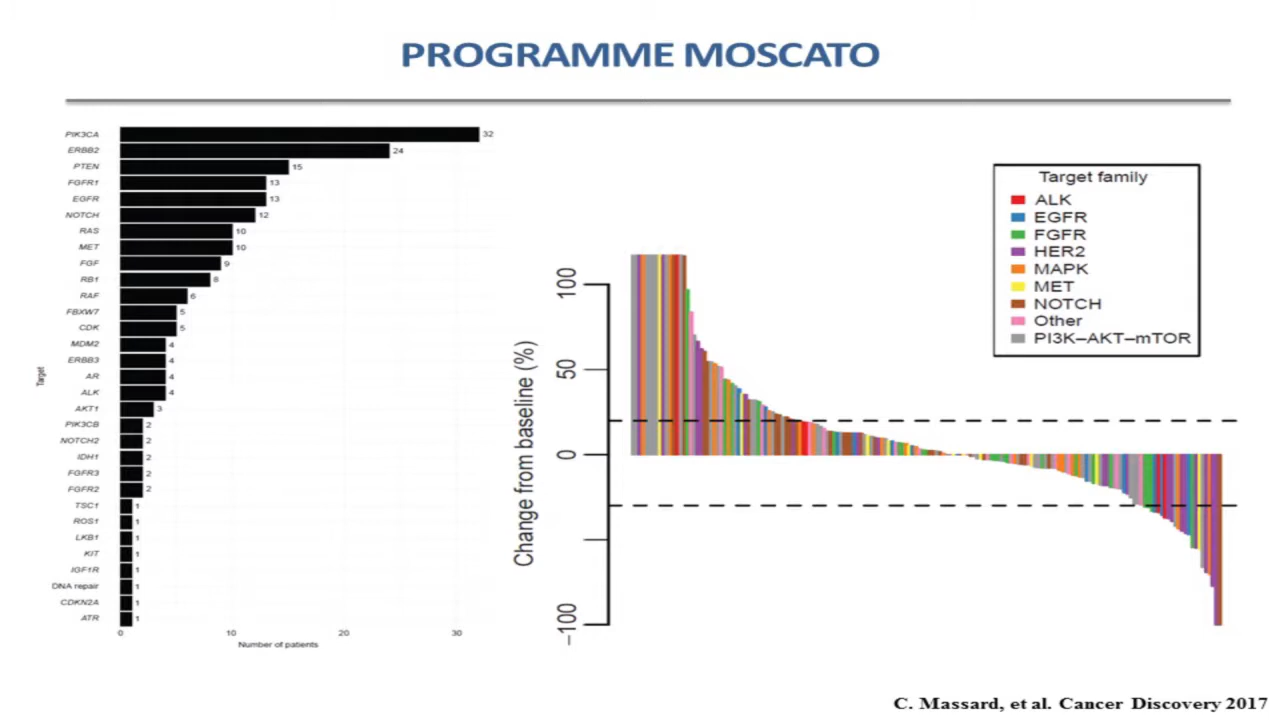 PROGRAMME MOSCATO
PIK3CA 32
ERBB2 24
PTEN 15
FGFR1 13
EGFR 13
NOTCH 12
RAS 10
MET 10
FGF 9
RB1 8
RAF 6
FBXW7 5
CDK 5
MDM2 4
ERBB3 4
AR 4
ALK 4
AKT1 3
PIK3CB 2
NOTCH2 2
IDH1 2
FGFR3 2
FGFR2 2
TSC1 1
ROS1 1
LKB1 1
KIT 1
IGF1R 1
DNA repair 1
CDKN2A 1
ATR 1
Target
0 10 20 30
Number of patients
Change from baseline (%)
100
50
0
−100
Target family
ALK
EGFR
FGFR
HER2
MAPK
MET
NOTCH
Other
PI3K–AKT–mTOR
C. Massard, et al. Cancer Discovery 2017